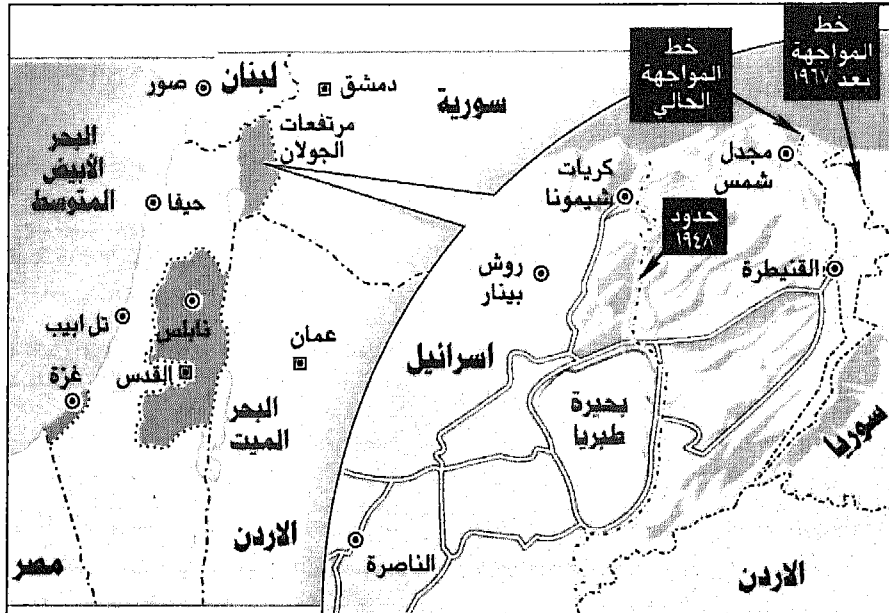 خط
المواجهة
بعد ١٩٦٧
خط
المواجهة
الحالي
لبنان
صور
دمشق
سورية
مرتفعات
الجولان
البحر
الأبيض
المتوسط
حيفا
كريات
شيمونا
مجدل
شمس
حدود
١٩٤٨
روش
بينار
القنيطرة
نابلس
تل ابيب
عمان
اسرائيل
القدس
غزة
البحر
الميت
بحيرة
طبريا
سوريا
الاردن
مصر
الناصرة
الاردن